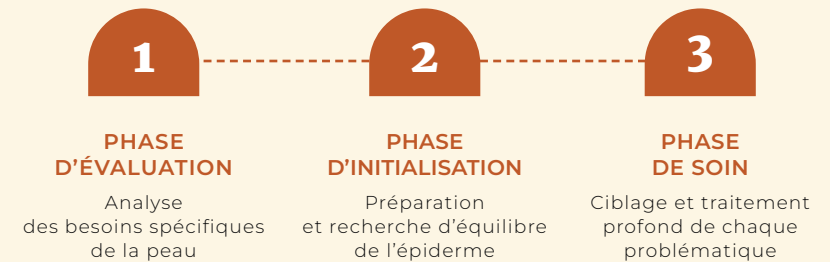 1
2
3
PHASE
D’ÉVALUATION
Analyse
des besoins spécifiques
de la peau
PHASE
D’INITIALISATION
Préparation
et recherche d’équilibre
de l’épiderme
PHASE
DE SOIN
Ciblage et traitement
profond de chaque
problématique